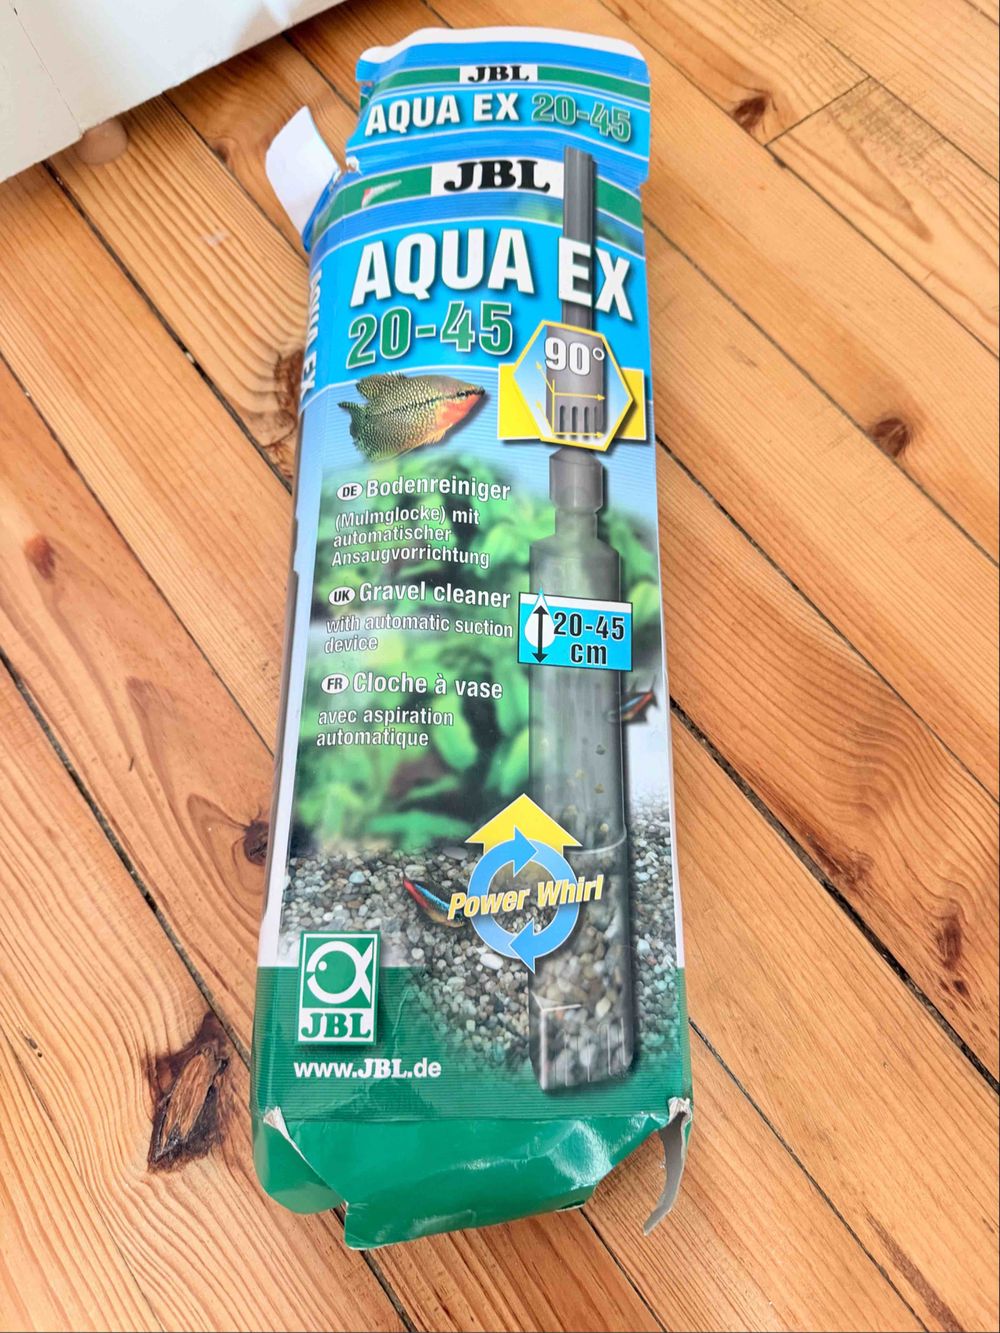 JBL
AQUA EX 20-45
JBL
AQUA EX
20-45
90°
AQUA EX
DE Bodenreiniger
(Mulmglocke) mit
automatischer
Ansaugvorrichtung
UK Gravel cleaner
with automatic suction
device
20-45
cm
FR Cloche à vase
avec aspiration
automatique
Power Whirl
JBL
www.JBL.de